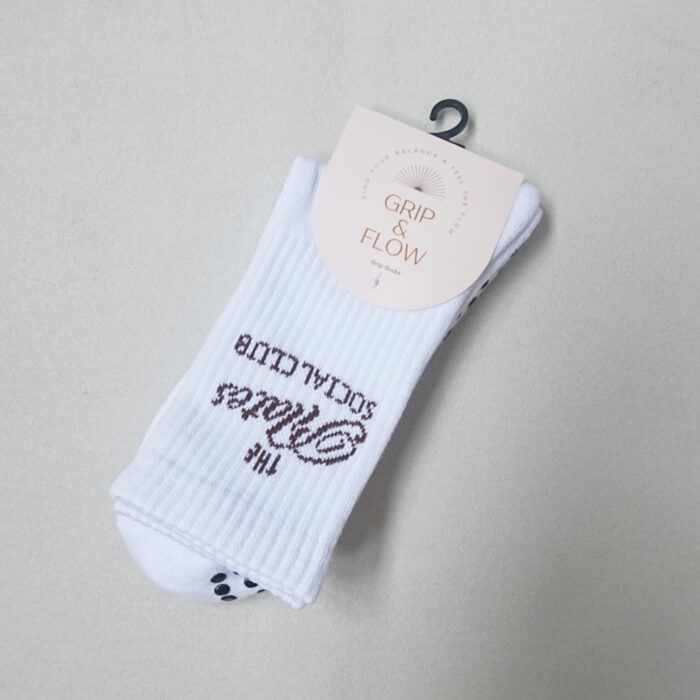 FIND YOUR BALANCE & FEEL THE FLOW
GRIP
&
FLOW
Grip Socks
THE
Pilates
SOCIAL CLUB